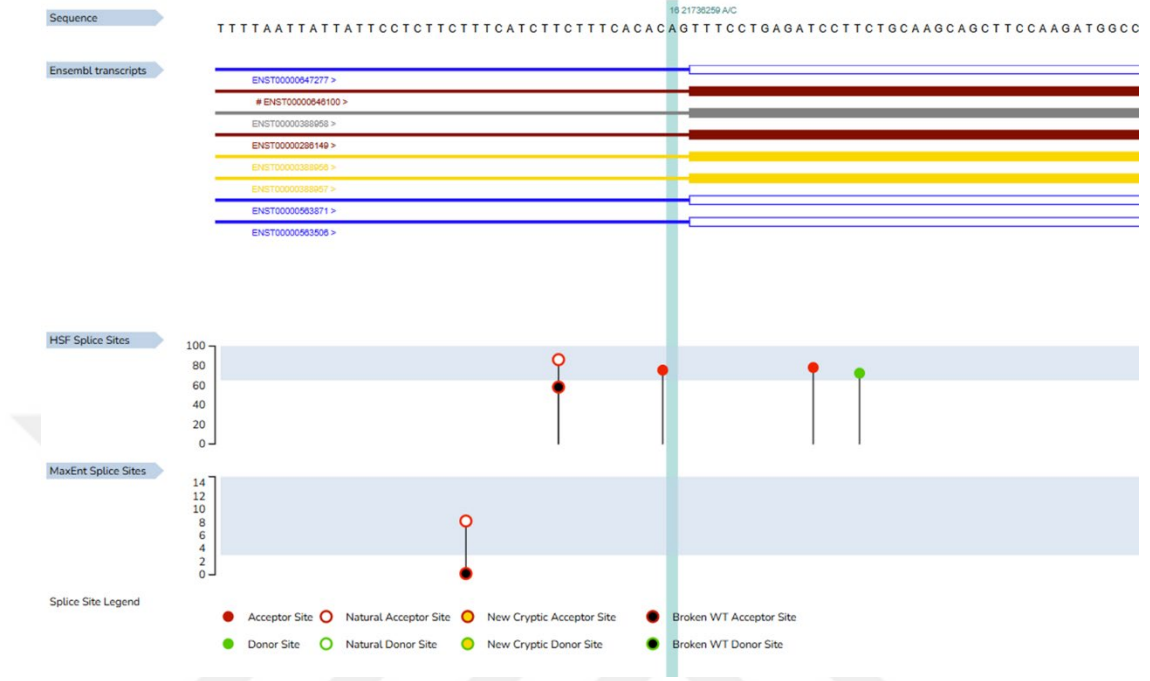 16 21736259 A/C
Sequence
T T T T A A T T A T T A T T C C T C T T C T T T C A T C T T C T T T C A C A C A G T T T C C T G A G A T C C T T C T G C A A G C A G C T T C C A A G A T G G C C
Ensembl transcripts
ENST00000647277 >
# ENST00000646100 >
ENST00000388958 >
ENST00000286149 >
ENST00000388956 >
ENST00000388957 >
ENST00000563871 >
ENST00000563506 >
HSF Splice Sites
100
80
60
40
20
0
MaxEnt Splice Sites
14
12
10
8
6
4
2
0
Splice Site Legend
Acceptor Site Natural Acceptor Site New Cryptic Acceptor Site Broken WT Acceptor Site
Donor Site Natural Donor Site New Cryptic Donor Site Broken WT Donor Site